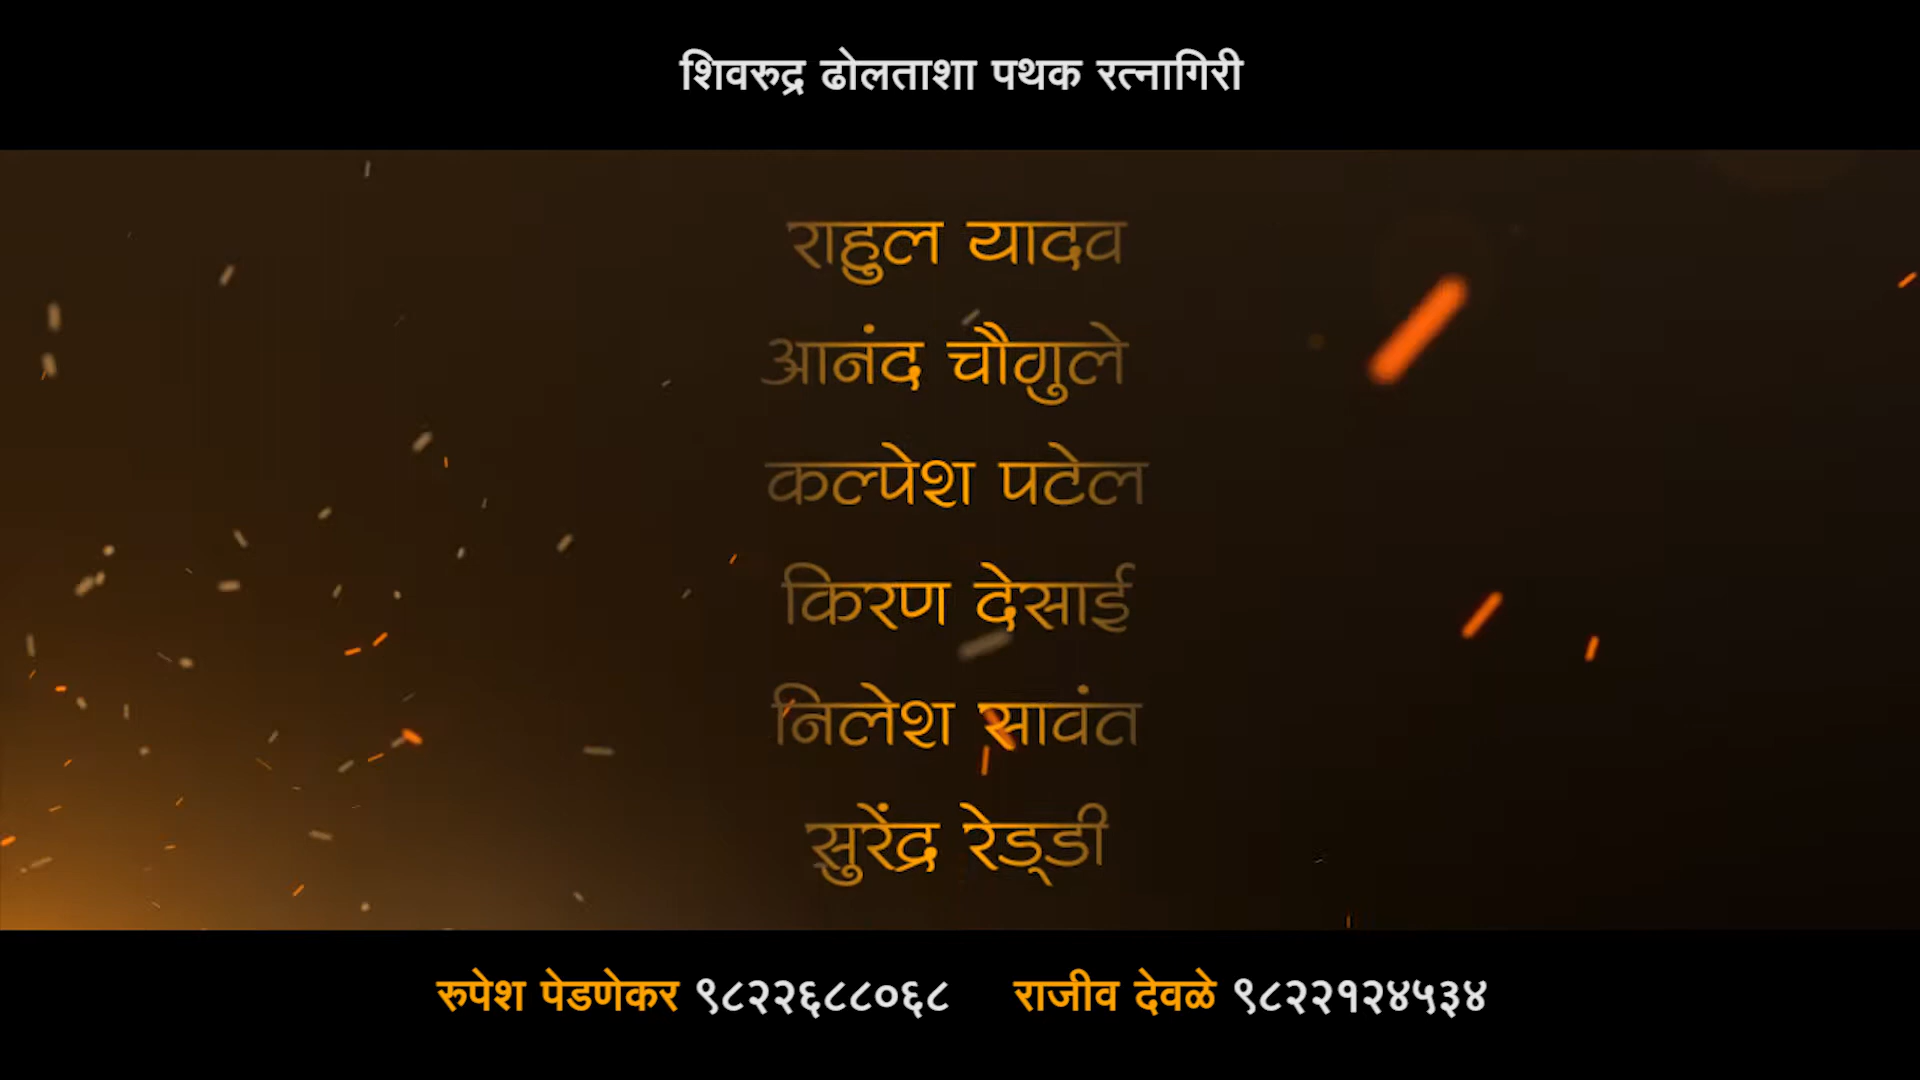 शिवरुद्र ढोलताशा पथक रत्नागिरी
राहुल यादव
आनंद चौगुले
कल्पेश पटेल
किरण देसाई
निलेश सावंत
सुरेंद्र रेड्डी
रुपेश पेडणेकर ९८२२६८८०६८ राजीव देवळे ९८२२१२४५३४